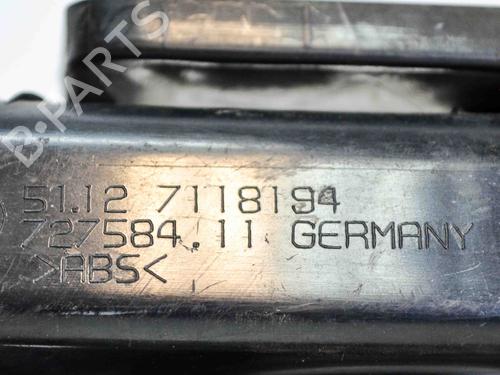 B-PARTS
51.12 7118194
727584.11 GERMANY
>ABS<